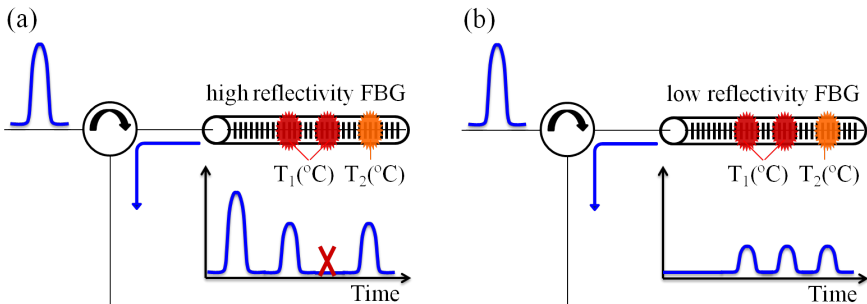 (a)
high reflectivity FBG
T₁(°C) T₂(°C)
X
Time
(b)
low reflectivity FBG
T₁(°C) T₂(°C)
Time